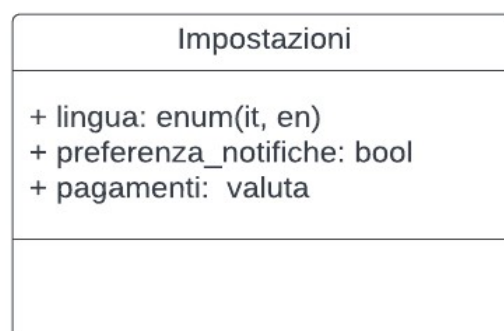 Impostazioni
+ lingua: enum(it, en)
+ preferenza_notifiche: bool
+ pagamenti: valuta